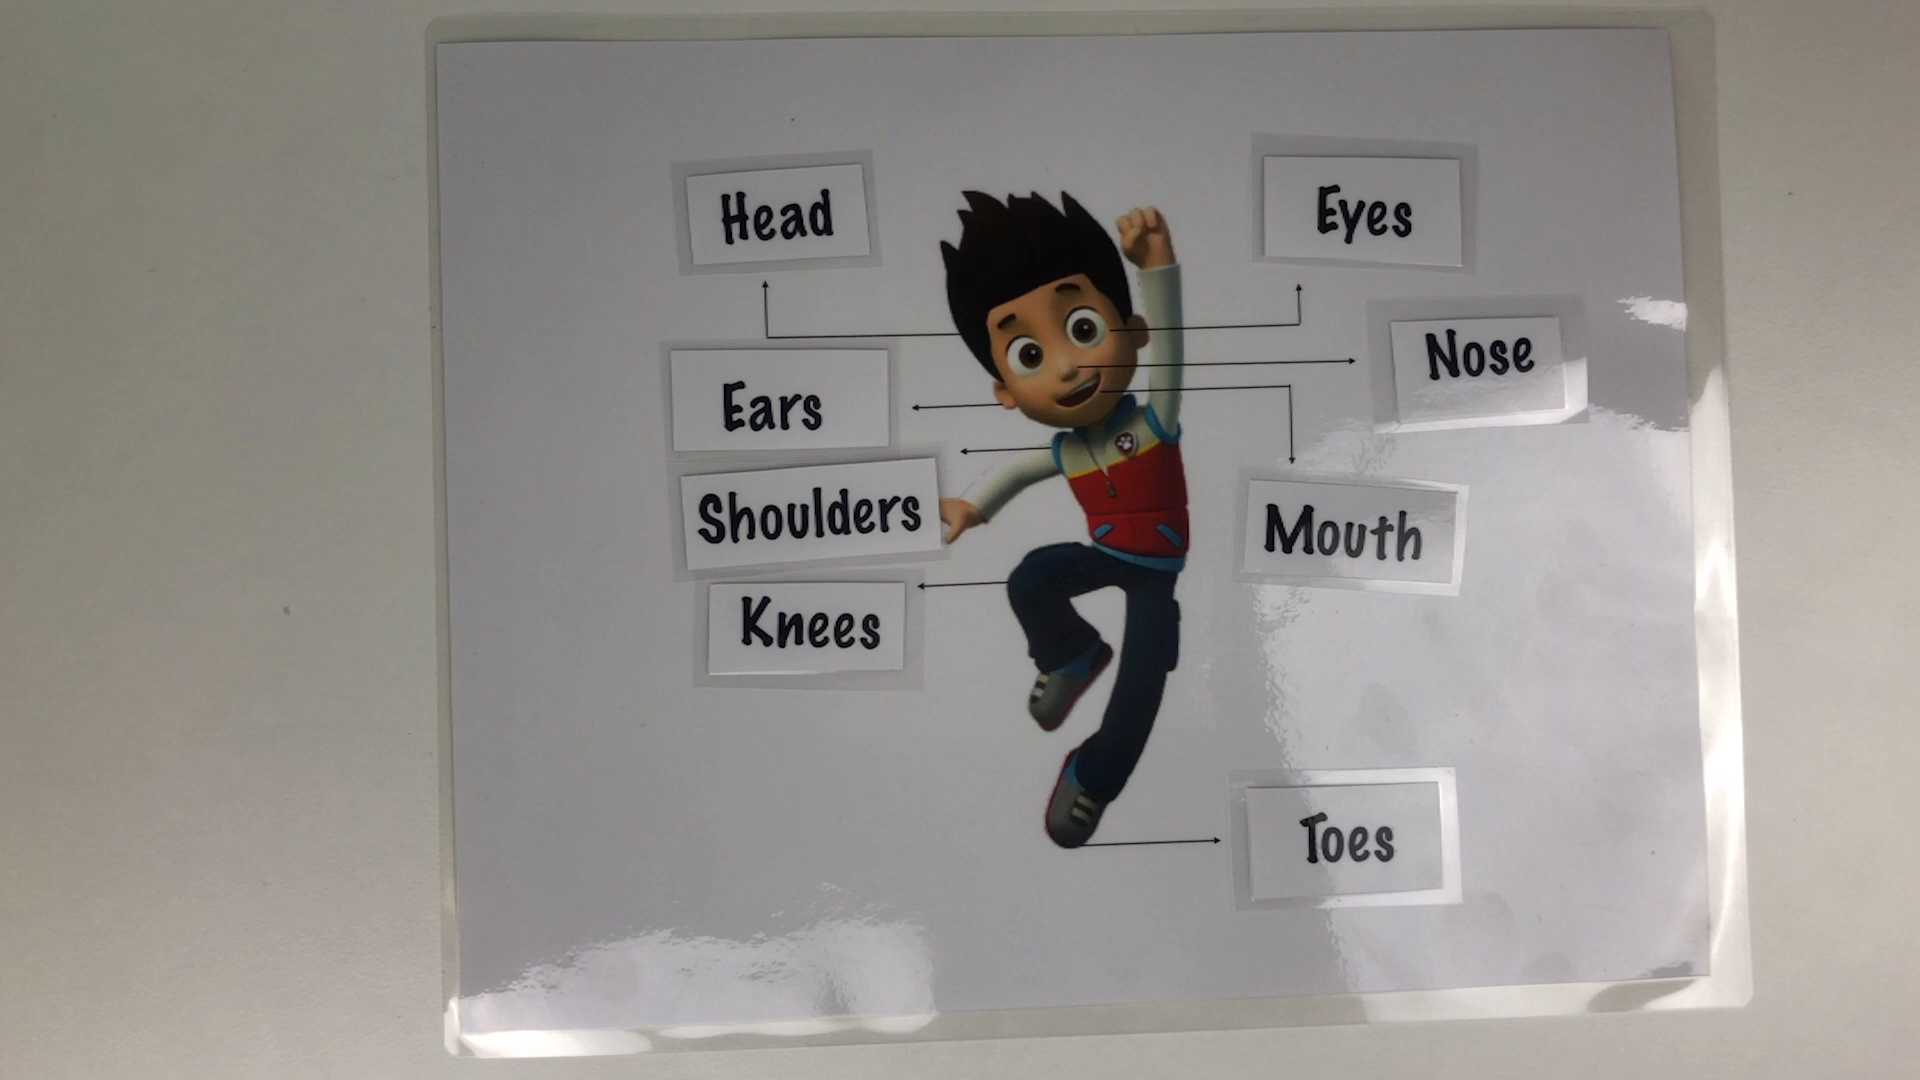 Head
Eyes
Nose
Ears
Shoulders
Mouth
Knees
Toes